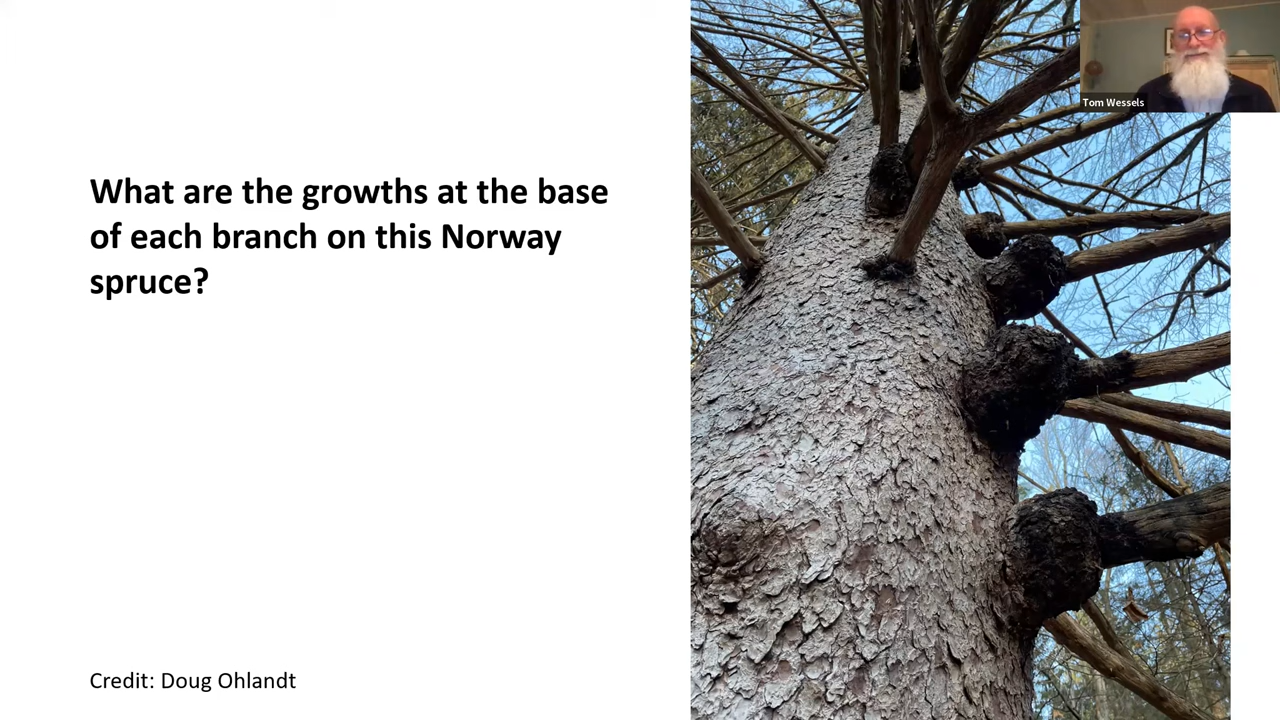 What are the growths at the base
of each branch on this Norway
spruce?
Credit: Doug Ohlandt
Tom Wessels